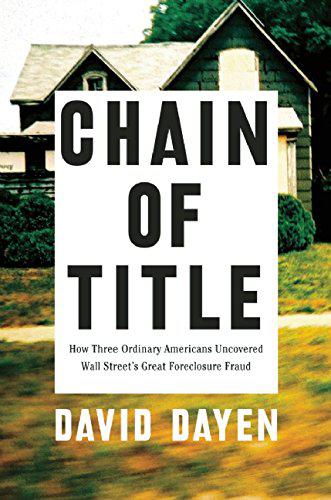 CHAIN
OF
TITLE
How Three Ordinary Americans Uncovered
Wall Street's Great Foreclosure Fraud
DAVID DAYEN